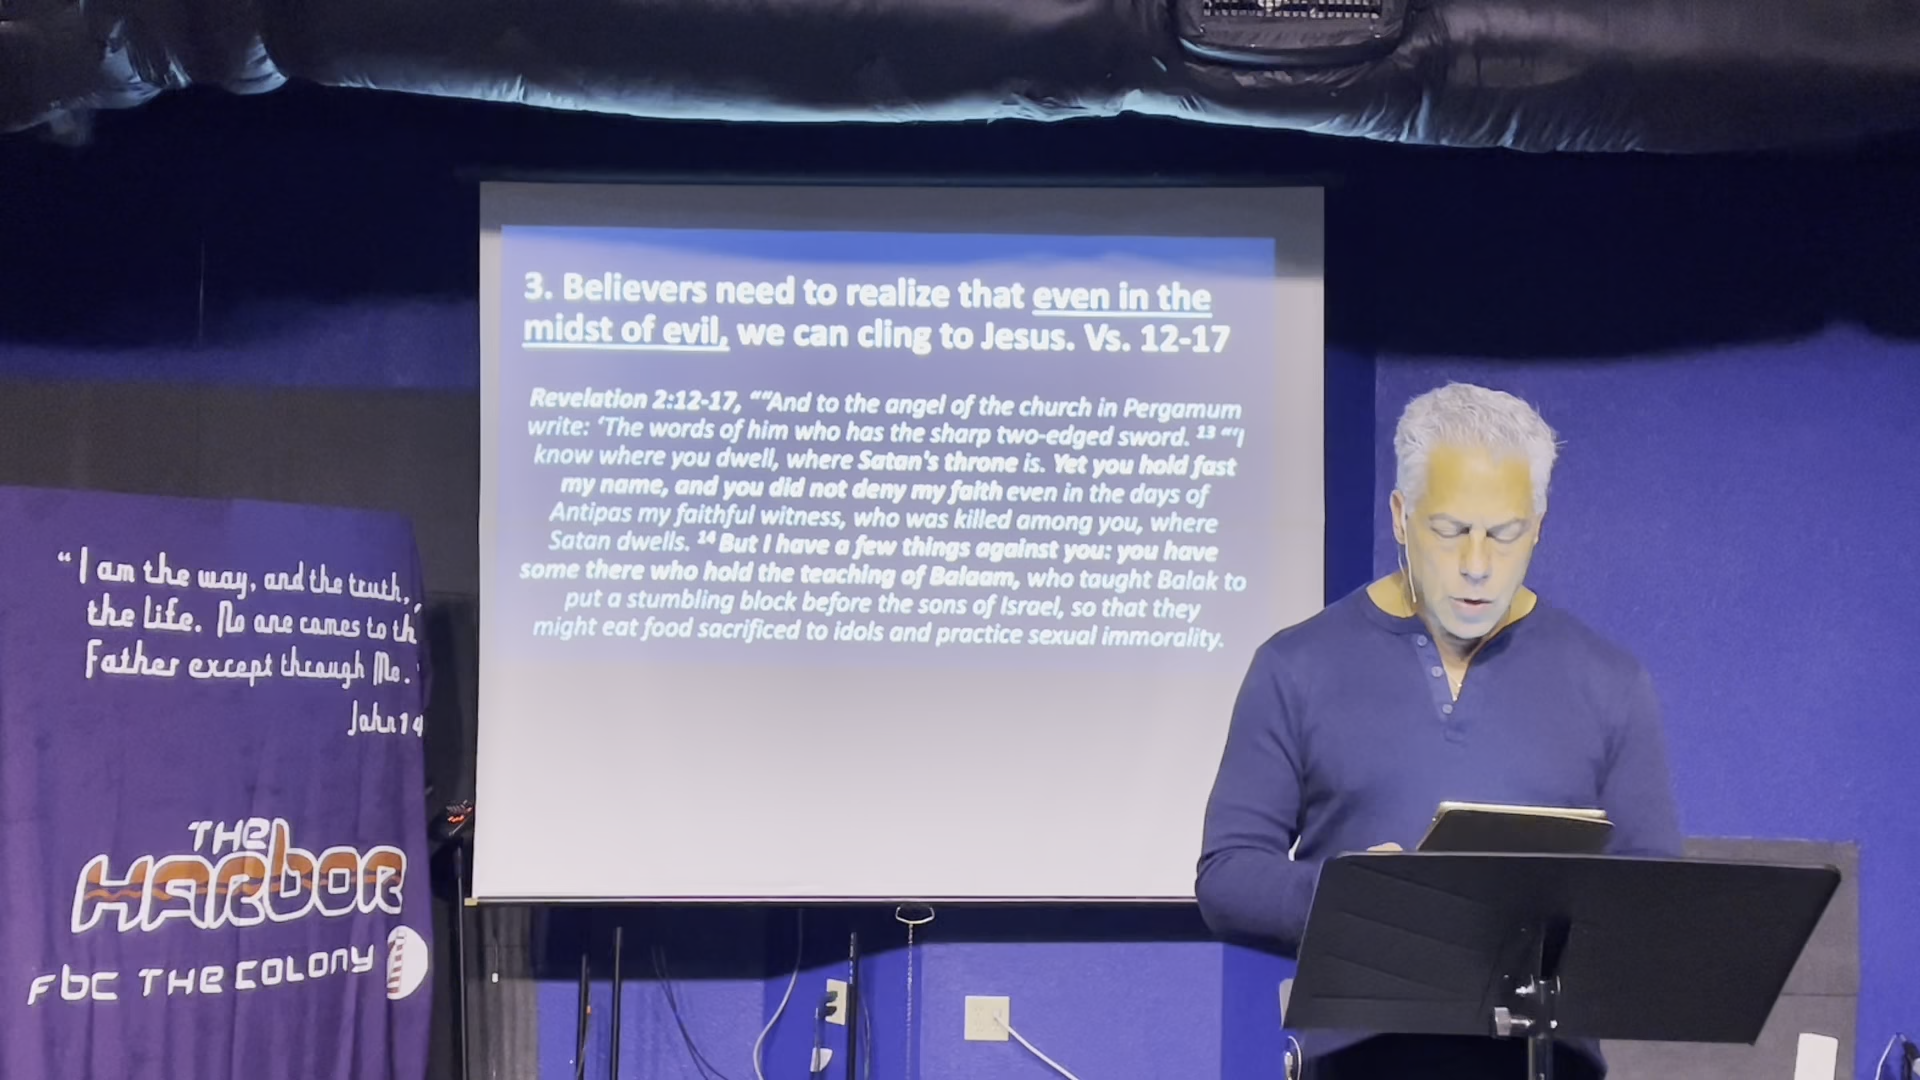 3. Believers need to realize that even in the
midst of evil, we can cling to Jesus. Vs. 12-17
Revelation 2:12-17, ““And to the angel of the church in Pergamum
write: ‘The words of him who has the sharp two-edged sword. ¹³ “‘I
know where you dwell, where Satan's throne is. Yet you hold fast
my name, and you did not deny my faith even in the days of
Antipas my faithful witness, who was killed among you, where
Satan dwells. ¹⁴ But I have a few things against you: you have
some there who hold the teaching of Balaam, who taught Balak to
put a stumbling block before the sons of Israel, so that they
might eat food sacrificed to idols and practice sexual immorality.
“I am the way, and the truth,
the life. No one comes to th
Father except through Me.
John 14
THE
HARBOR
FBC THE COLONY